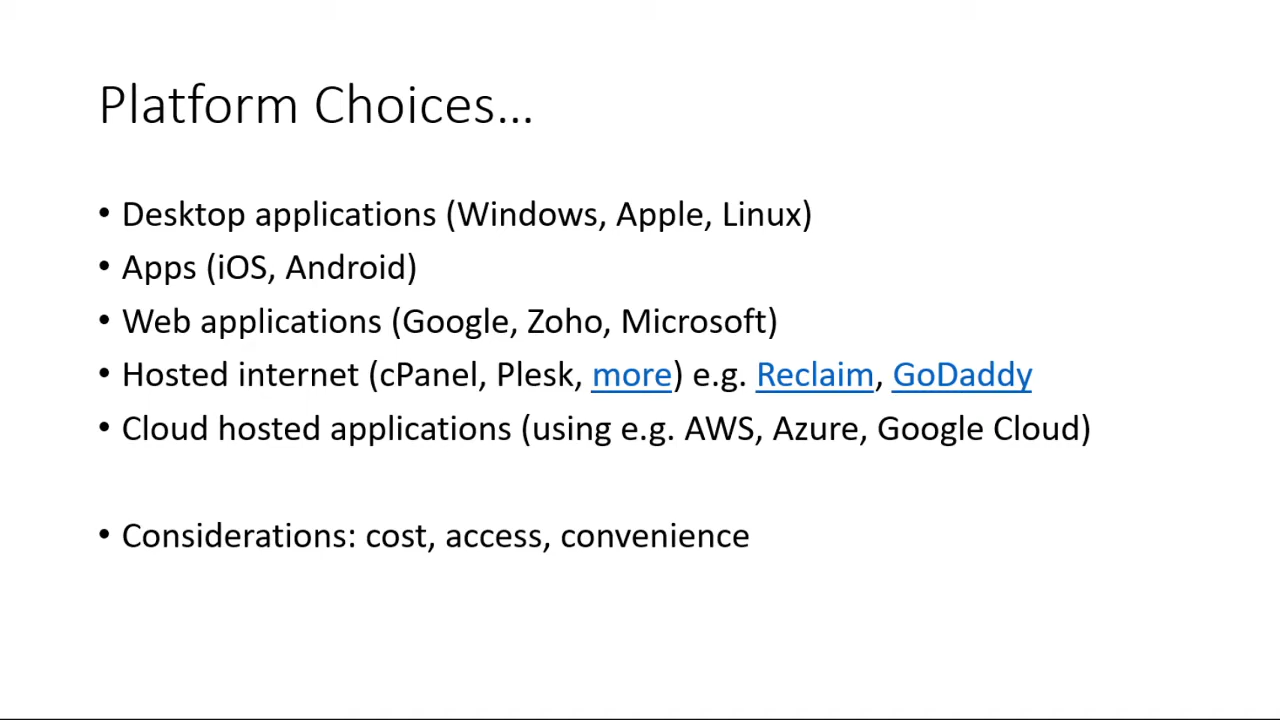 Platform Choices...
• Desktop applications (Windows, Apple, Linux)
• Apps (iOS, Android)
• Web applications (Google, Zoho, Microsoft)
• Hosted internet (cPanel, Plesk, more) e.g. Reclaim, GoDaddy
• Cloud hosted applications (using e.g. AWS, Azure, Google Cloud)
• Considerations: cost, access, convenience